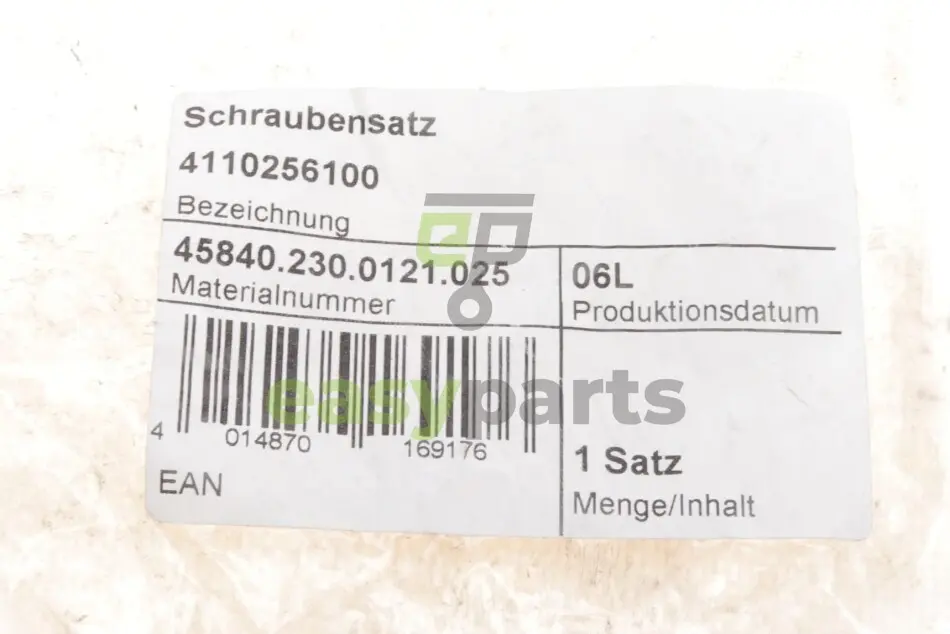 Schraubensatz
4110256100
Bezeichnung
45840.230.0121.025
Materialnummer
06L
Produktionsdatum
4 014870 169176
EAN
1 Satz
Menge/Inhalt
ep
easyparts